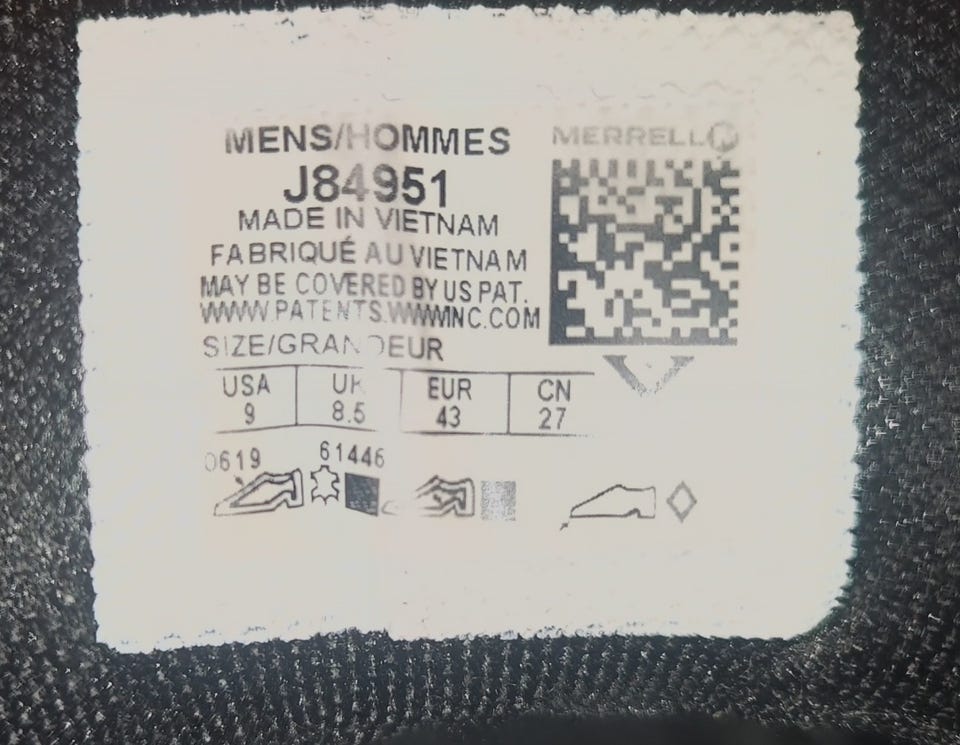 MENS/HOMMES
J84951
MADE IN VIETNAM
FABRIQUÉ AU VIETNAM
MAY BE COVERED BY US PAT.
WWW.PATENTS.WWWINC.COM
SIZE/GRANDEUR
USA UK EUR CN
9 8.5 43 27
0619 61446
MERRELL